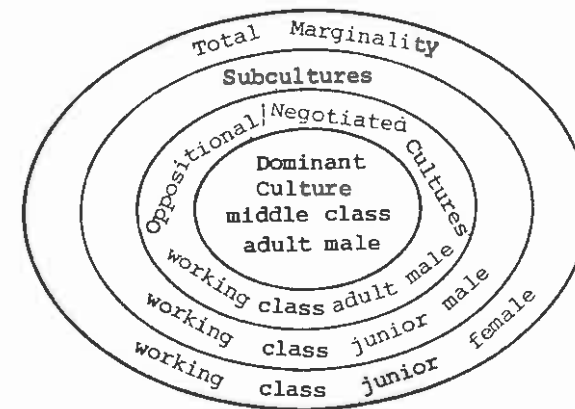 Total Marginality
Subcultures
Oppositional/Negotiated Cultures
Dominant
Culture
middle class
adult male
working class adult male
working class junior male
working class junior female